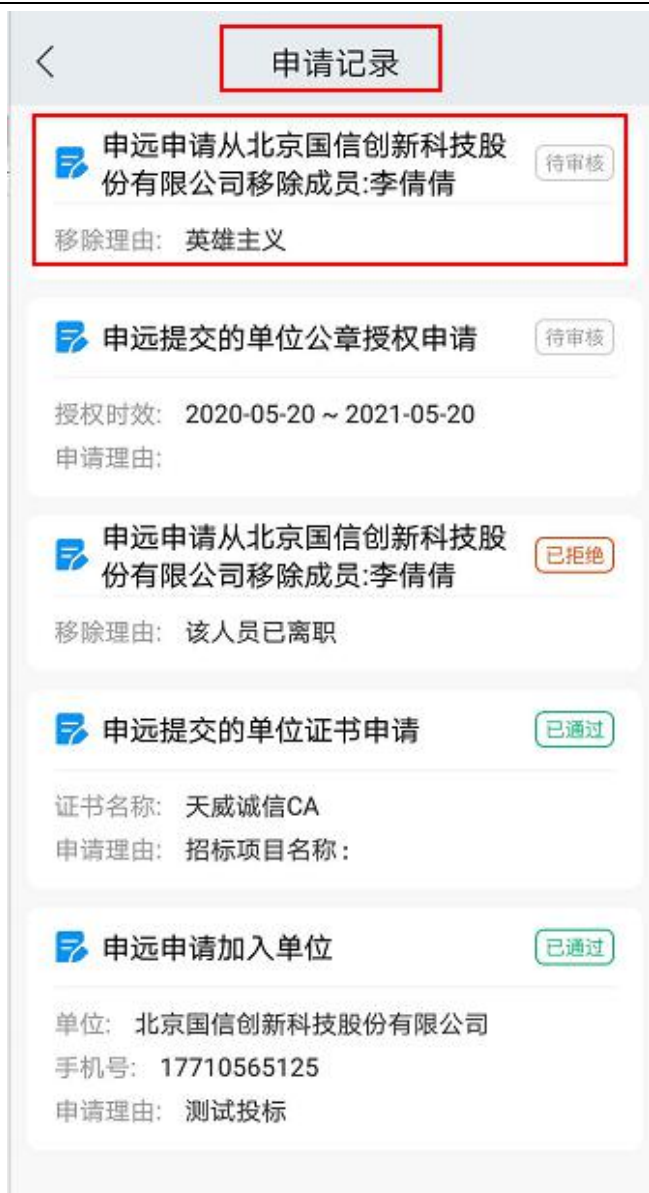 申请记录
申远申请从北京国信创新科技股
份有限公司移除成员:李倩倩
待审核
移除理由: 英雄主义
申远提交的单位公章授权申请
待审核
授权时效: 2020-05-20 ~ 2021-05-20
申请理由:
申远申请从北京国信创新科技股
份有限公司移除成员:李倩倩
已拒绝
移除理由: 该人员已离职
申远提交的单位证书申请
已通过
证书名称: 天威诚信CA
申请理由: 招标项目名称:
申远申请加入单位
已通过
单位: 北京国信创新科技股份有限公司
手机号: 17710565125
申请理由: 测试投标